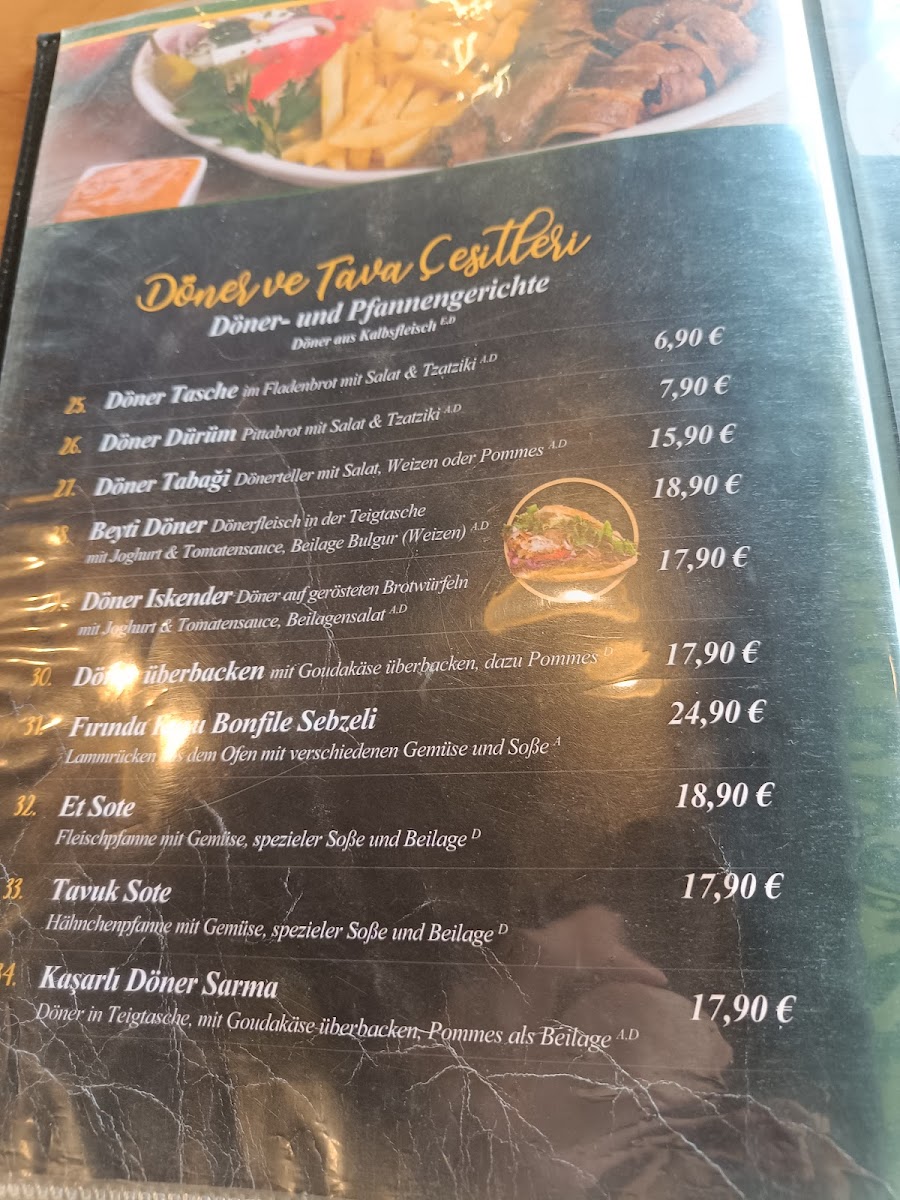 Döner ve Tava Çeşitleri
Döner- und Pfannengerichte
Döner aus Kalbsfleisch E,D
25. Döner Tasche im Fladenbrot mit Salat & Tzatziki A,D 6,90 €
26. Döner Dürüm Pittabrot mit Salat & Tzatziki A,D 7,90 €
27. Döner Tabaği Dönerteller mit Salat, Weizen oder Pommes A,D 15,90 €
Beyti Döner Dönerfleisch in der Teigtasche 18,90 €
mit Joghurt & Tomatensauce, Beilage Bulgur (Weizen) A,D
Döner Iskender Döner auf gerösteten Brotwürfeln 17,90 €
mit Joghurt & Tomatensauce, Beilagensalat A,D
30. überbacken mit Goudakäse überbacken, dazu Pommes D 17,90 €
31. Fırında Bonfile Sebzeli 24,90 €
Lammrücken dem Ofen mit verschiedenen Gemüse und Soße A
32. Et Sote 18,90 €
Fleischpfanne mit Gemüse, spezieler Soße und Beilage D
33. Tavuk Sote 17,90 €
Hähnchenpfanne mit Gemüse, spezieler Soße und Beilage D
Kaşarlı Döner Sarma 17,90 €
Döner in Teigtasche, mit Goudakäse überbacken, Pommes als Beilage A,D